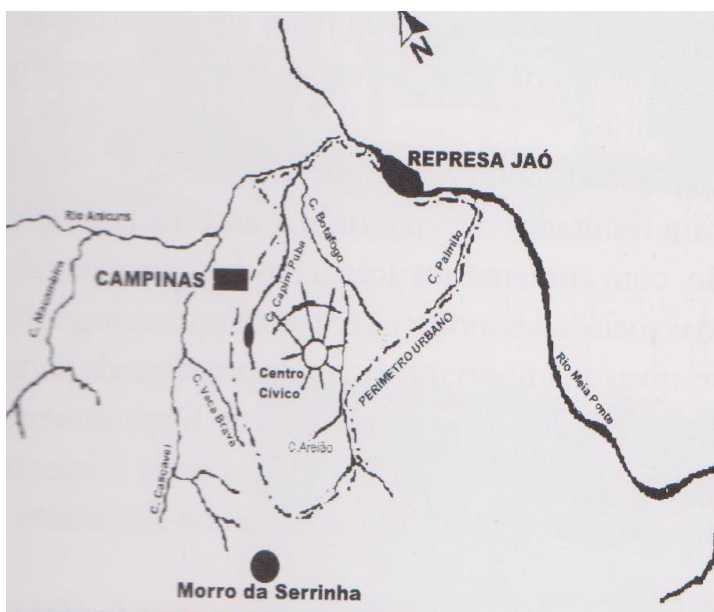 N
REPRESA JAÓ
Rio Anicuns
C. Botafogo
C. Capim Puba
C. Palmito
CAMPINAS
C. Macambira
PERÍMETRO URBANO
Rio Meia Ponte
Centro
Cívico
C. Vaca Brava
C. Areião
C. Cascavel
Morro da Serrinha